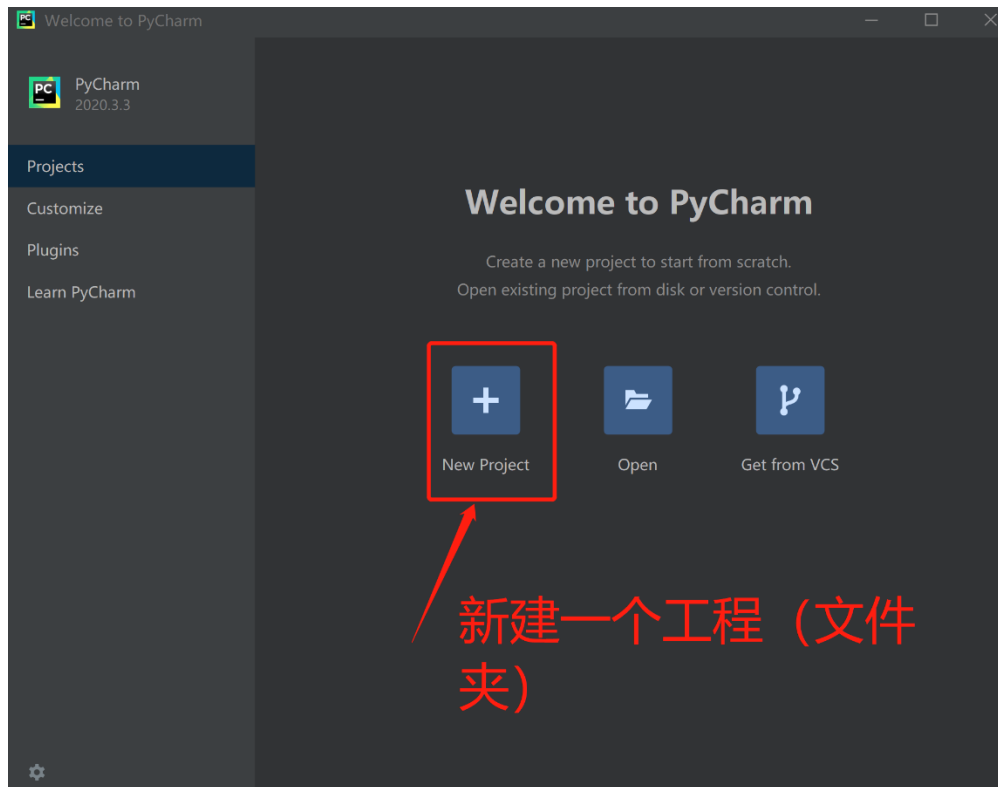 Welcome to PyCharm
PyCharm
2020.3.3
Projects
Customize
Plugins
Learn PyCharm
Welcome to PyCharm
Create a new project to start from scratch.
Open existing project from disk or version control.
New Project
Open
Get from VCS
新建一个工程（文件
夹）